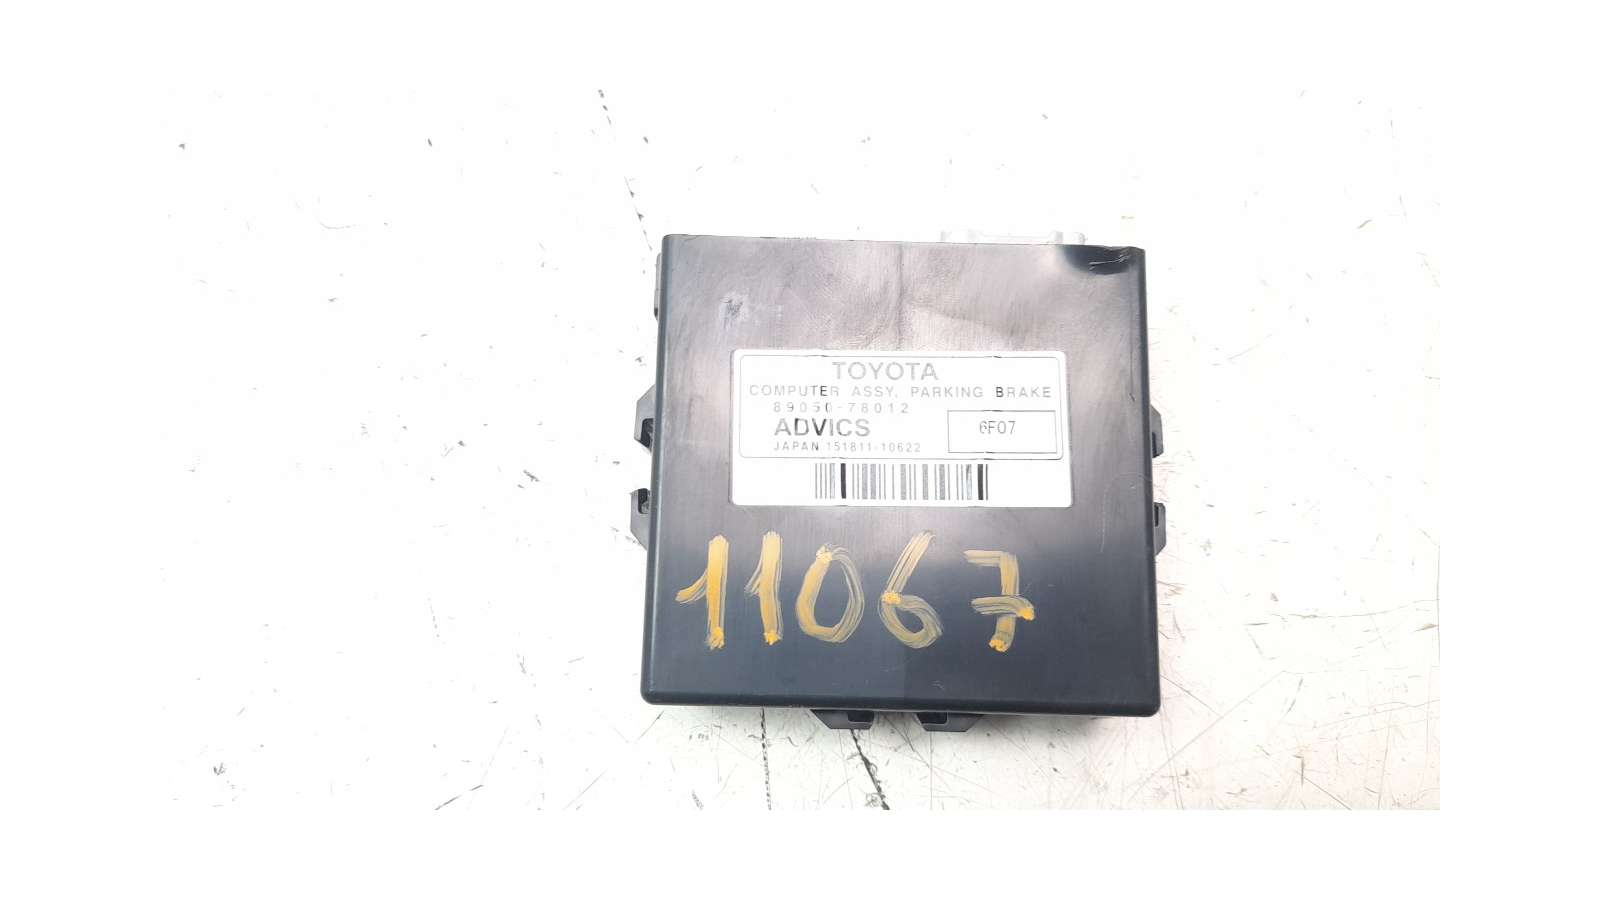 TOYOTA
COMPUTER ASSY, PARKING BRAKE
89050-78012
ADVICS
6F07
JAPAN 151811-10622
11067